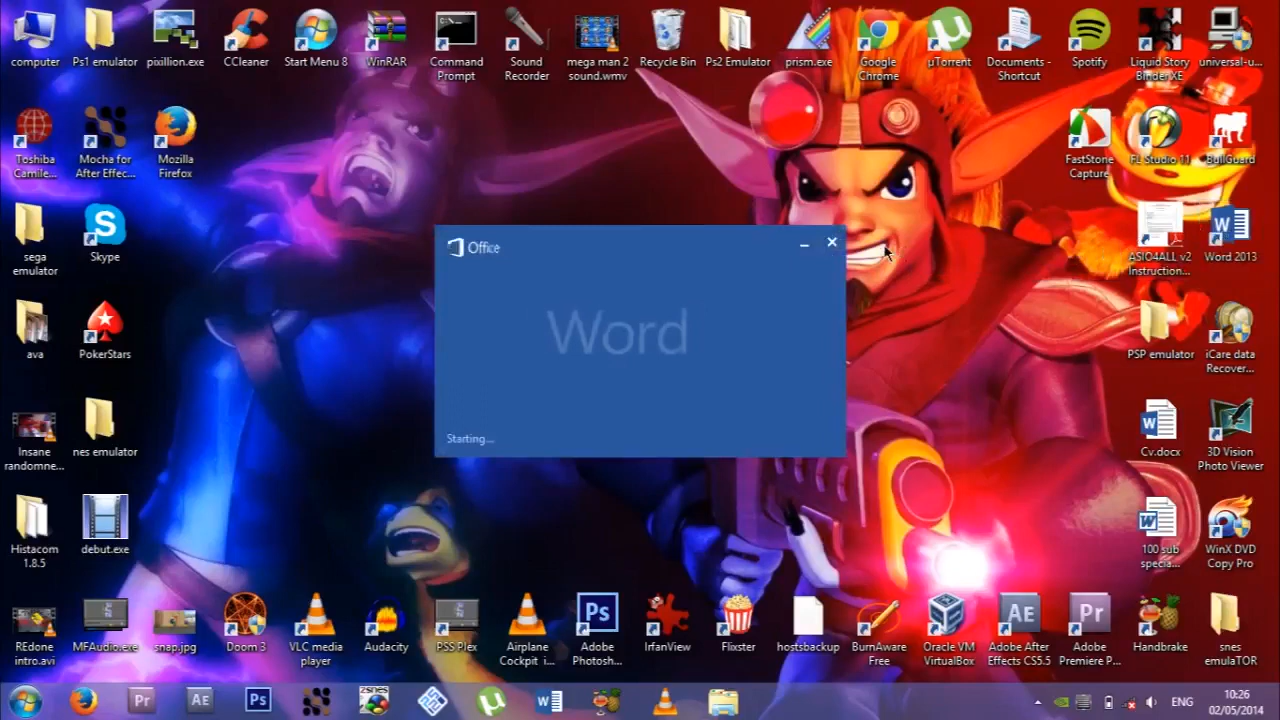 computer
Ps1 emulator
pixillion.exe
CCleaner
Start Menu 8
WinRAR
Command
Prompt
Sound
Recorder
mega man 2
sound.wmv
Recycle Bin
Ps2 Emulator
prism.exe
Google
Chrome
µTorrent
Documents -
Shortcut
Spotify
Liquid Story
Binder XE
universal-u...
Toshiba
Camile...
Mocha for
After Effec...
Mozilla
Firefox
FastStone
Capture
FL Studio 11
BullGuard
sega
emulator
Skype
ASIO4ALL v2
Instruction...
Word 2013
Office
Word
Starting...
ava
PokerStars
PSP emulator
iCare data
Recover...
Insane
randomne...
nes emulator
Cv.docx
3D Vision
Photo Viewer
Histacom
1.8.5
debut.exe
100 sub
specia...
WinX DVD
Copy Pro
REdone
intro.avi
MFAudio.exe
snap.jpg
Doom 3
VLC media
player
Audacity
PSS Plex
Airplane
Cockpit i...
Ps
Adobe
Photosh...
IrfanView
Flixster
hostsbackup
BurnAware
Free
Oracle VM
VirtualBox
AE
Adobe After
Effects CS5.5
Pr
Adobe
Premiere P...
Handbrake
snes
emulaTOR
Pr
AE
Ps
zsnes
ENG
10:26
02/05/2014